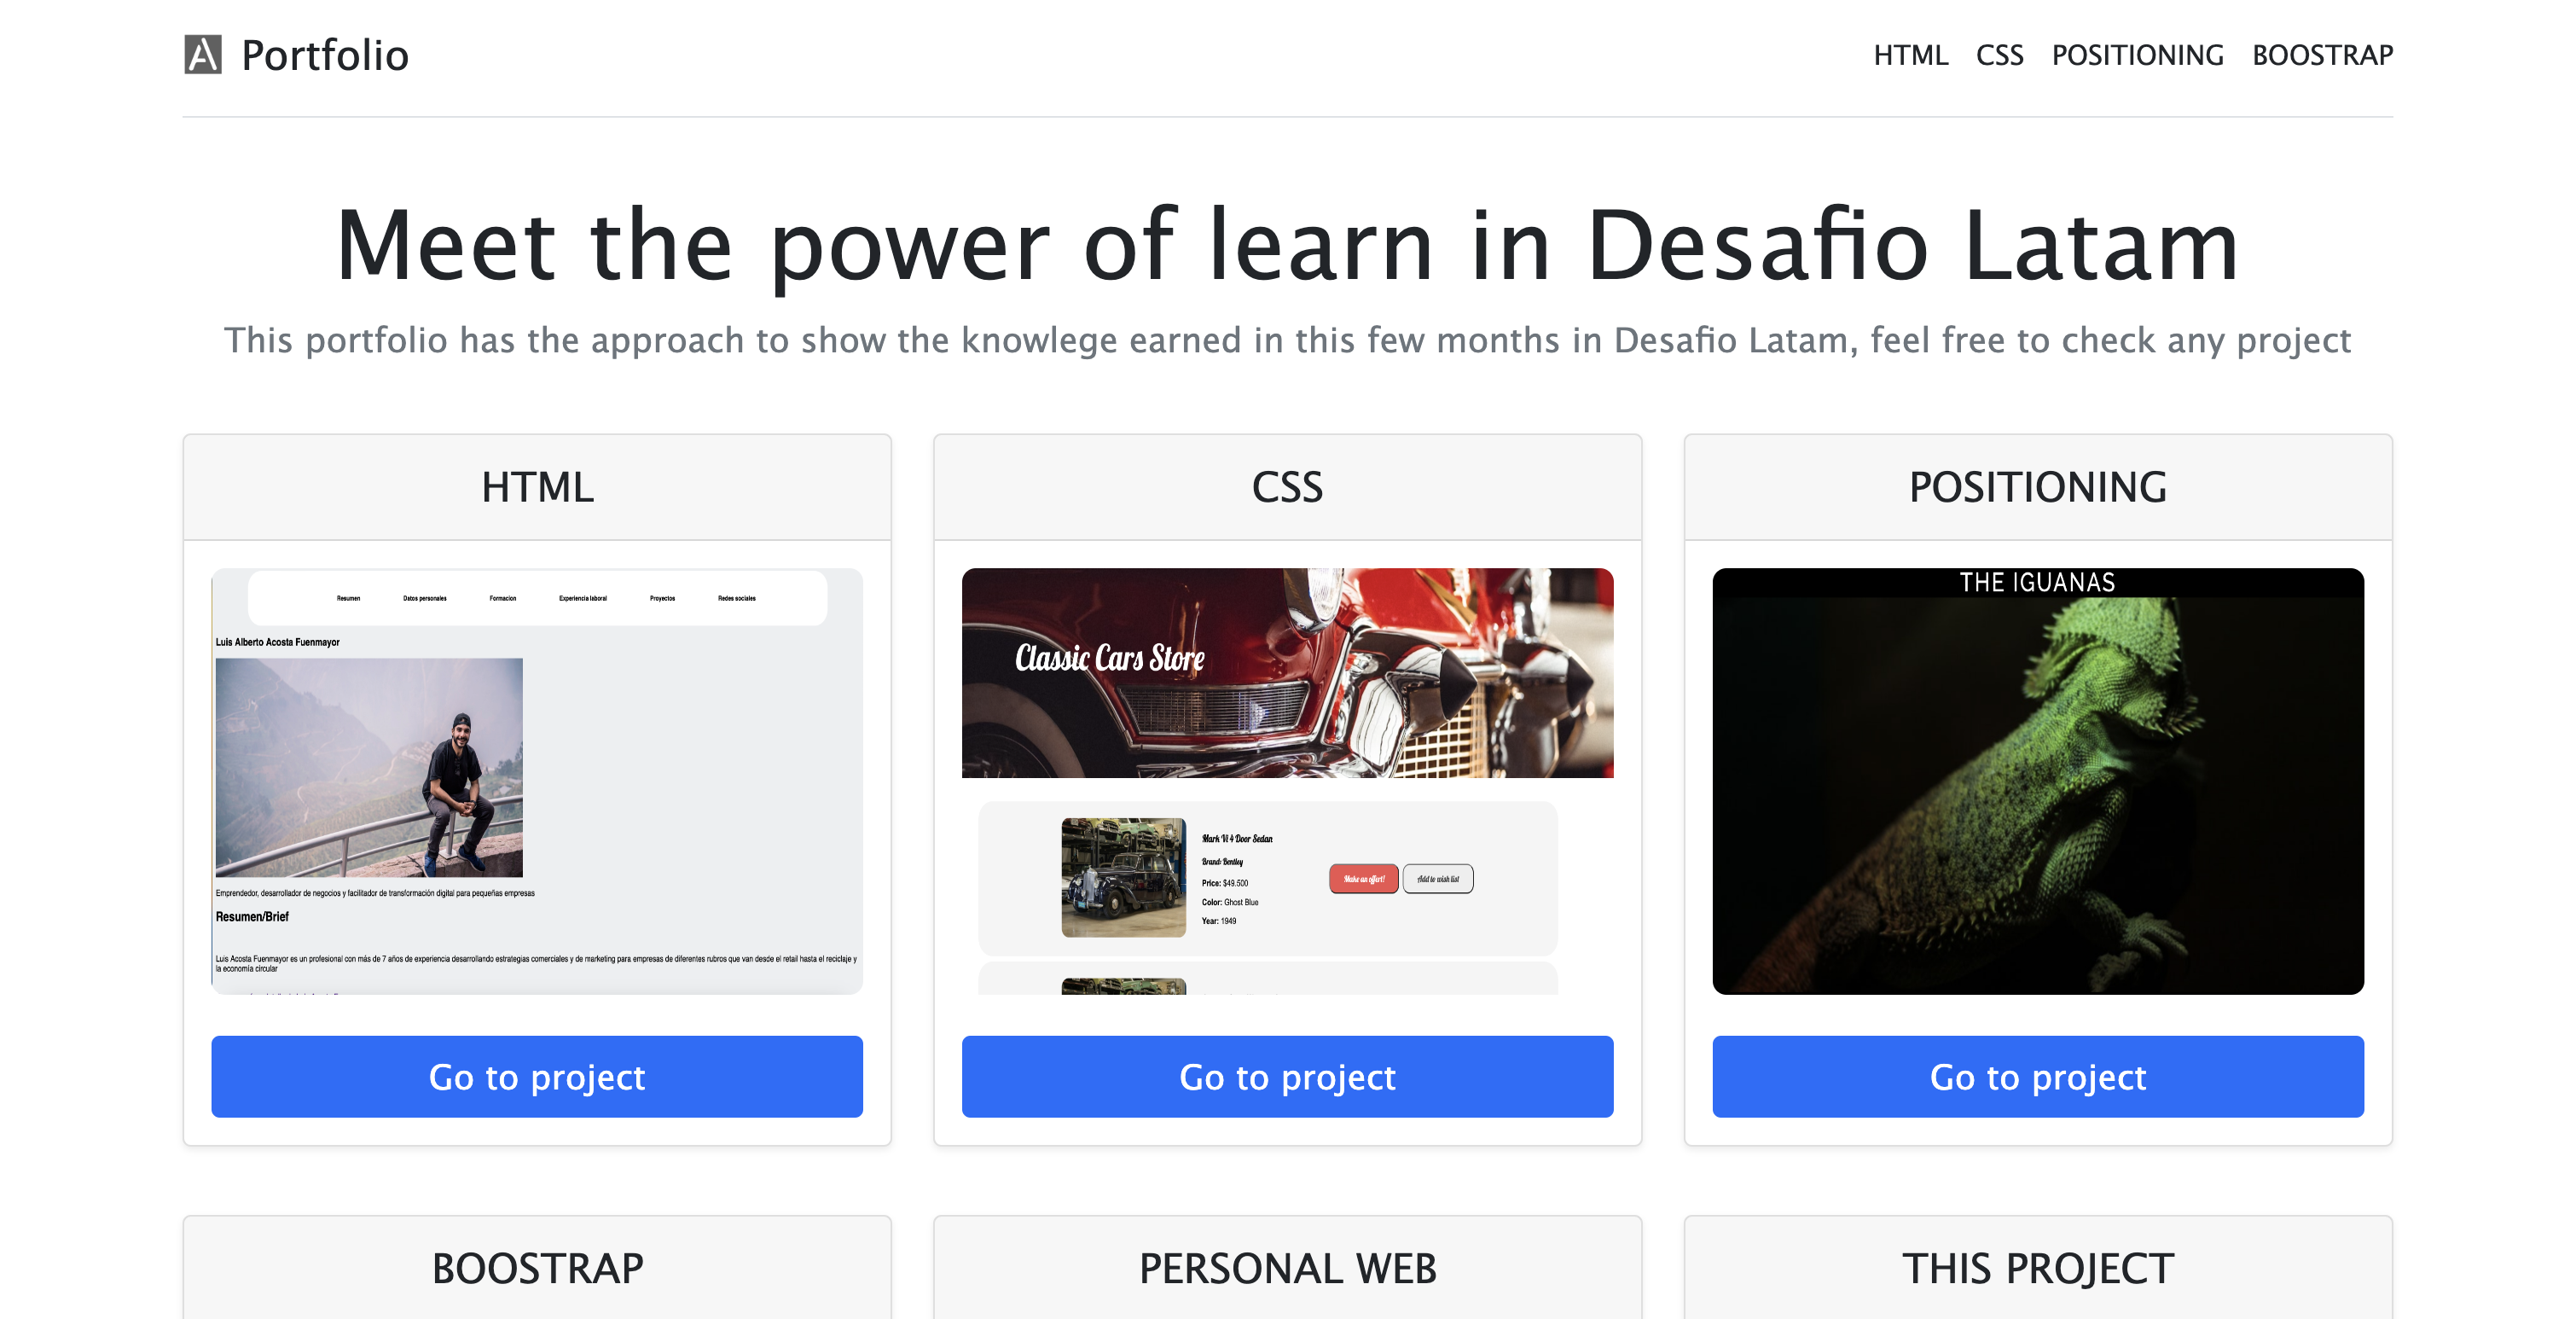 A Portfolio
HTML CSS POSITIONING BOOSTRAP
Meet the power of learn in Desafio Latam
This portfolio has the approach to show the knowlege earned in this few months in Desafio Latam, feel free to check any project
HTML
Resumen Datos personales Formacion Experiencia laboral Proyectos Redes sociales
Luis Alberto Acosta Fuenmayor
Emprendedor, desarrollador de negocios y facilitador de transformación digital para pequeñas empresas
Resumen/Brief
Luis Acosta Fuenmayor es un profesional con más de 7 años de experiencia desarrollando estrategias comerciales y de marketing para empresas de diferentes rubros que van desde el retail hasta el reciclaje y
la economía circular
Go to project
CSS
Classic Cars Store
Mark Vi 4 Door Sedan
Brand: Bentley
Price: $49.500
Color: Ghost Blue
Year: 1949
Make an offert!
Add to wish list
Go to project
POSITIONING
THE IGUANAS
Go to project
BOOSTRAP
PERSONAL WEB
THIS PROJECT